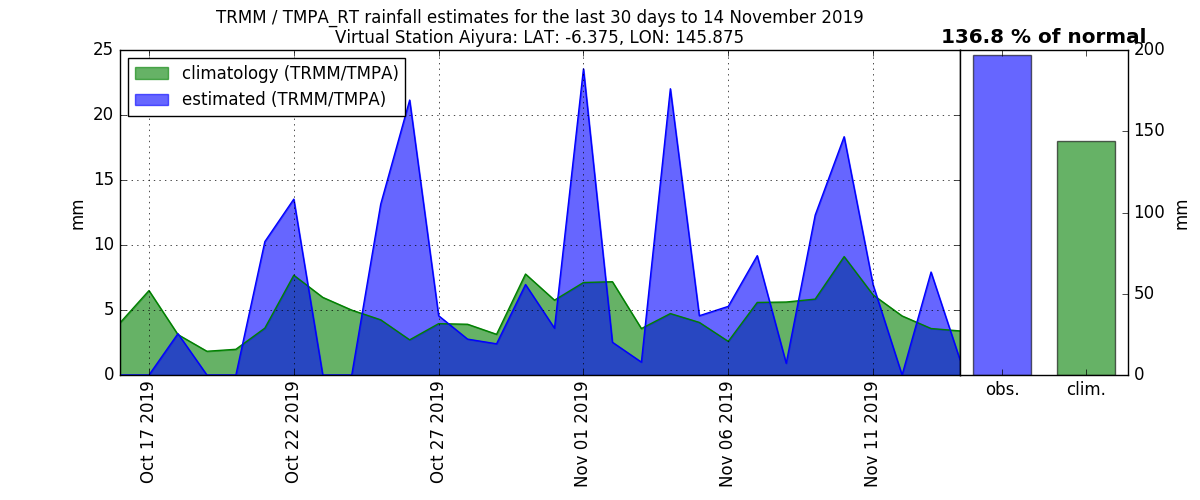 TRMM / TMPA_RT rainfall estimates for the last 30 days to 14 November 2019
Virtual Station Aiyura: LAT: -6.375, LON: 145.875
136.8 % of normal
climatology (TRMM/TMPA)
estimated (TRMM/TMPA)
25
20
15
10
5
0
mm
Oct 17 2019
Oct 22 2019
Oct 27 2019
Nov 01 2019
Nov 06 2019
Nov 11 2019
obs.
clim.
200
150
100
50
0
mm